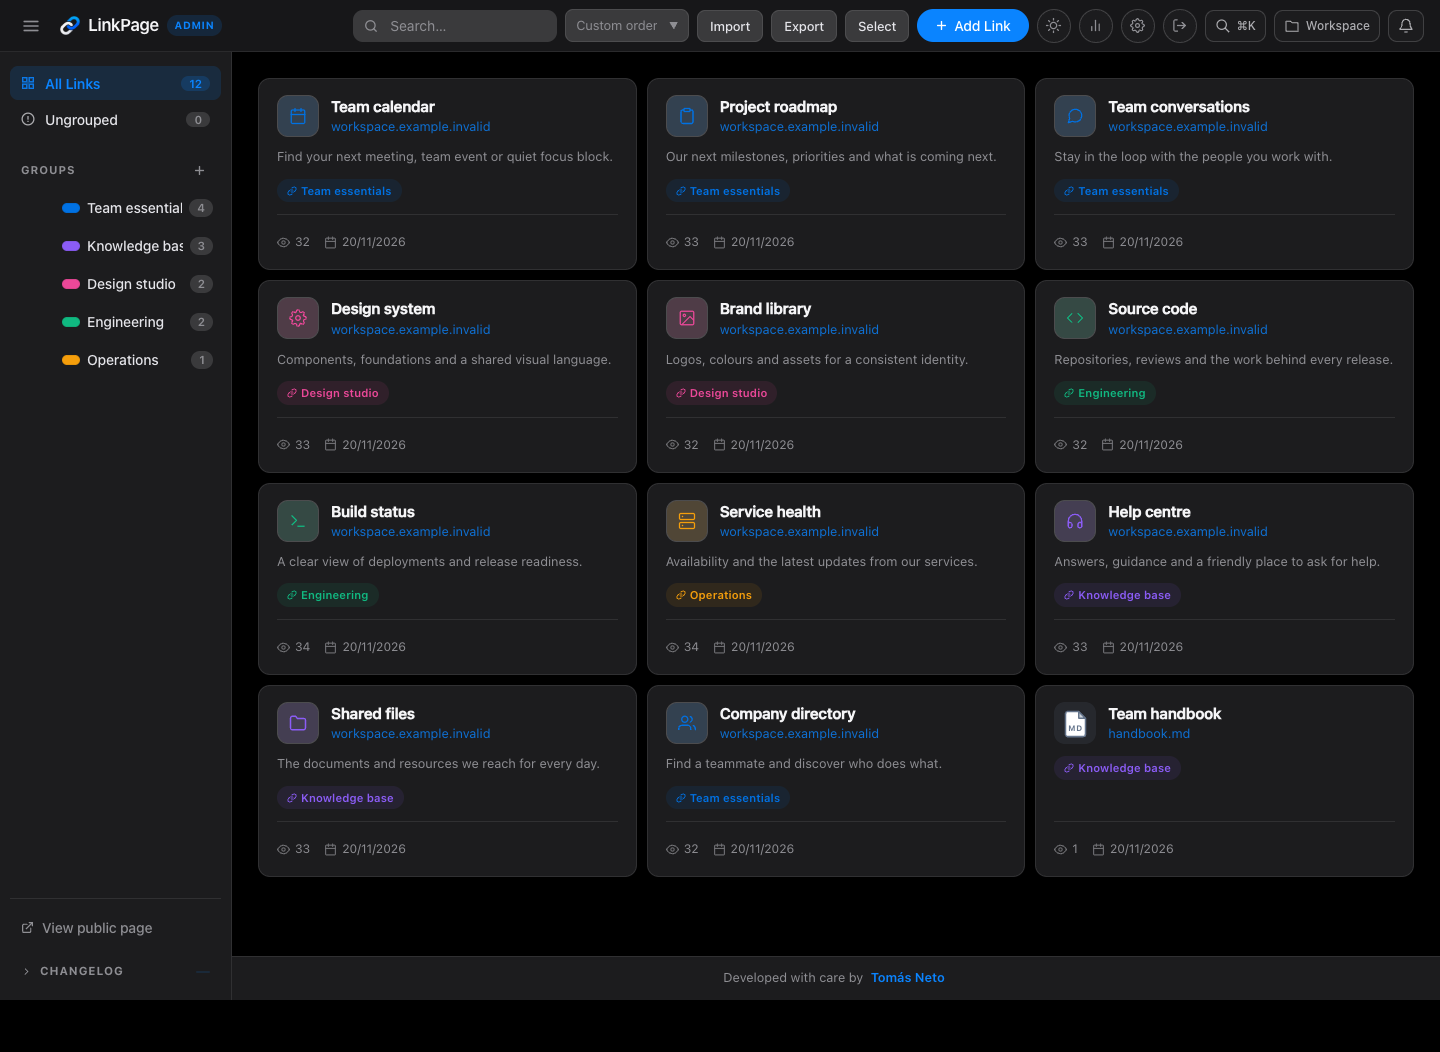 LinkPage ADMIN
Search...
Custom order
Import
Export
Select
+ Add Link
⌘K
Workspace
All Links 12
Ungrouped 0
GROUPS +
Team essential 4
Knowledge bas 3
Design studio 2
Engineering 2
Operations 1
View public page
CHANGELOG
Team calendar
workspace.example.invalid
Find your next meeting, team event or quiet focus block.
Team essentials
32 20/11/2026
Project roadmap
workspace.example.invalid
Our next milestones, priorities and what is coming next.
Team essentials
33 20/11/2026
Team conversations
workspace.example.invalid
Stay in the loop with the people you work with.
Team essentials
33 20/11/2026
Design system
workspace.example.invalid
Components, foundations and a shared visual language.
Design studio
33 20/11/2026
Brand library
workspace.example.invalid
Logos, colours and assets for a consistent identity.
Design studio
32 20/11/2026
Source code
workspace.example.invalid
Repositories, reviews and the work behind every release.
Engineering
32 20/11/2026
Build status
workspace.example.invalid
A clear view of deployments and release readiness.
Engineering
34 20/11/2026
Service health
workspace.example.invalid
Availability and the latest updates from our services.
Operations
34 20/11/2026
Help centre
workspace.example.invalid
Answers, guidance and a friendly place to ask for help.
Knowledge base
33 20/11/2026
Shared files
workspace.example.invalid
The documents and resources we reach for every day.
Knowledge base
33 20/11/2026
Company directory
workspace.example.invalid
Find a teammate and discover who does what.
Team essentials
32 20/11/2026
MD
Team handbook
handbook.md
Knowledge base
1 20/11/2026
Developed with care by Tomás Neto